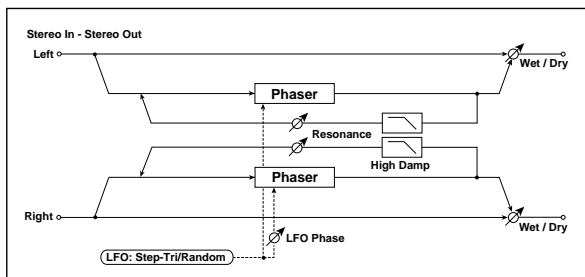 Stereo In - Stereo Out
Left
Wet / Dry
Phaser
Resonance
High Damp
Phaser
Right
Wet / Dry
LFO Phase
LFO: Step-Tri/Random